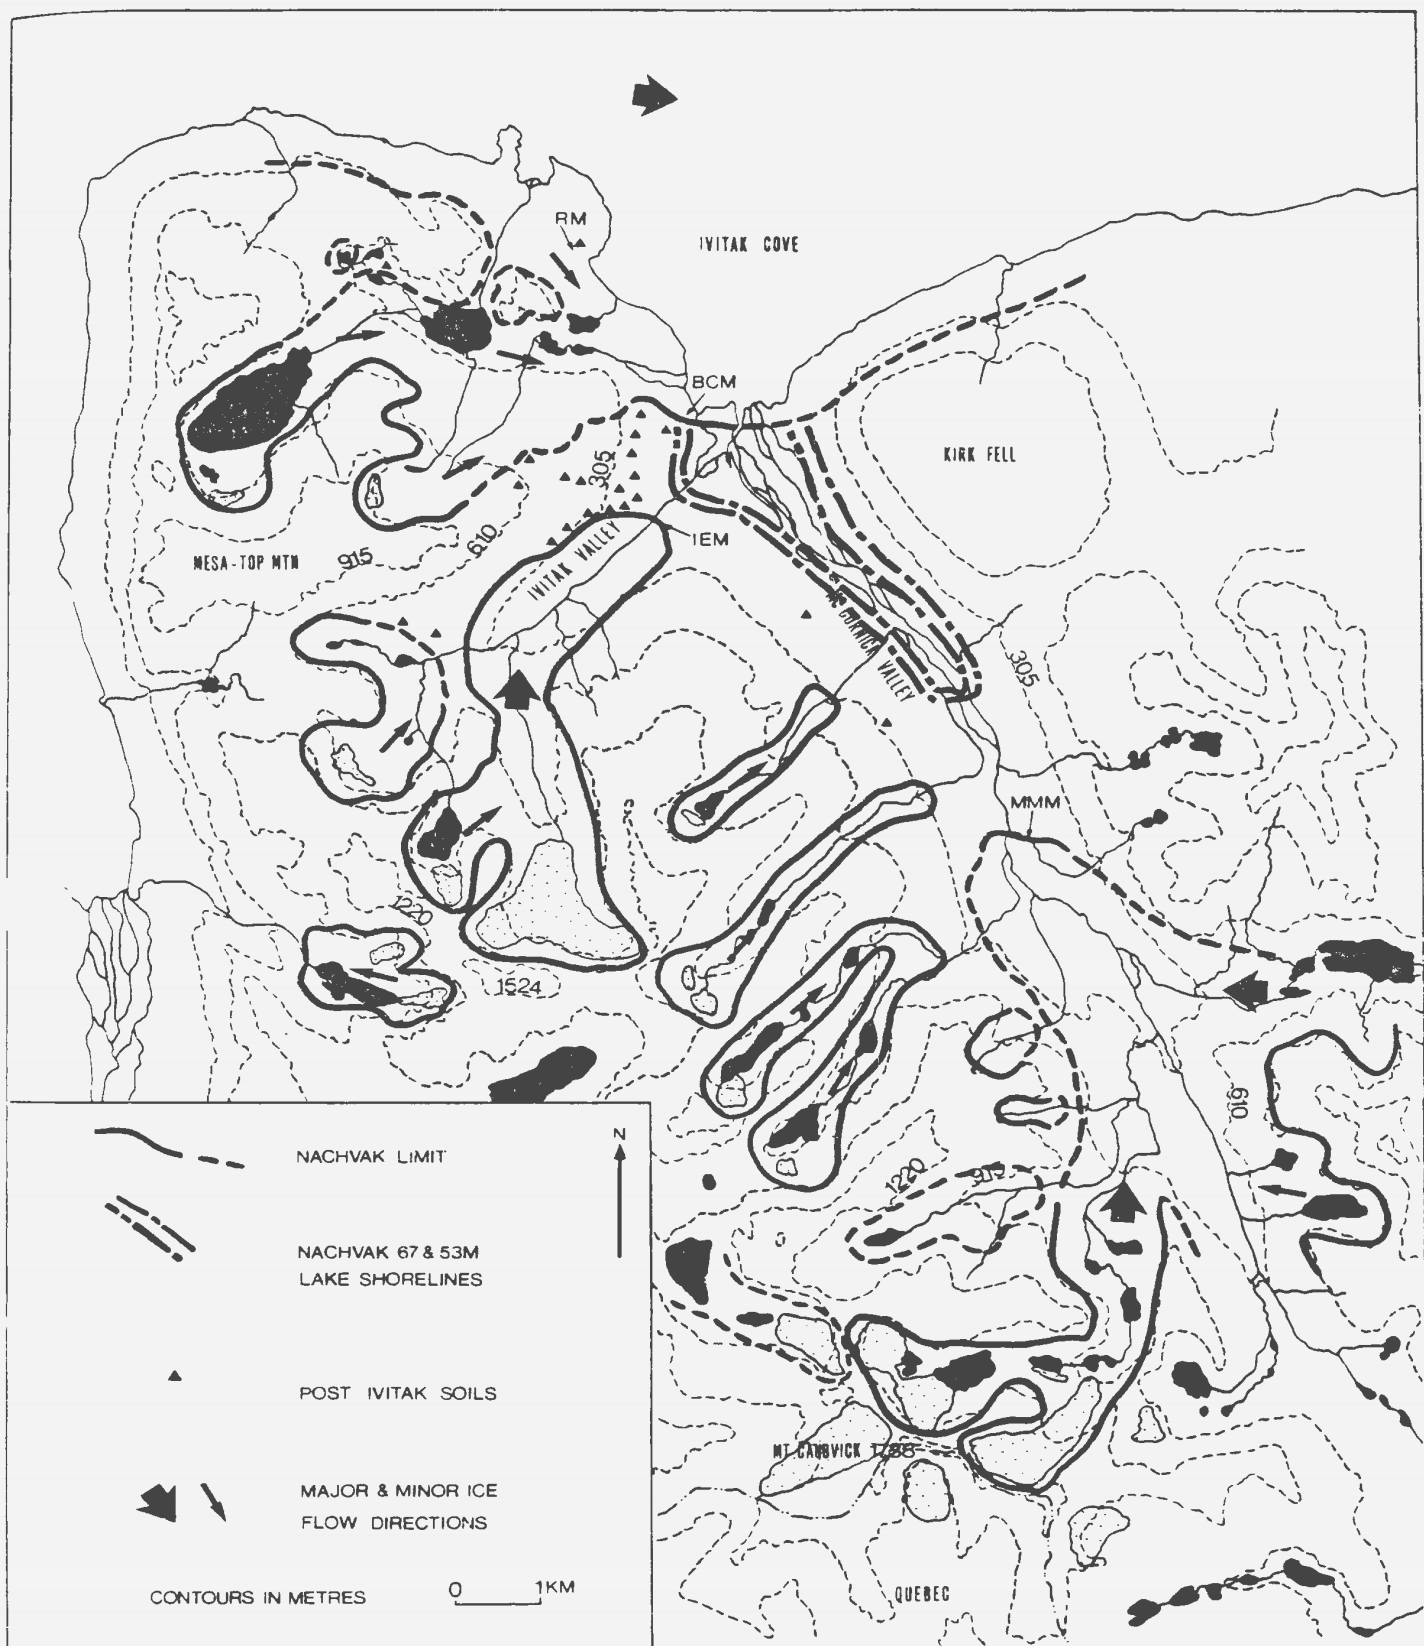 RM
IVITAK COVE
BCM
KIRK FELL
305
IEM
IVITAK VALLEY
MESA-TOP MTN
915
610
VALLEY
305
MMM
1220
1524
610
1220
915
MT CAUBVICK 1738
QUEBEC
NACHVAK LIMIT
N
NACHVAK 67 & 53M
LAKE SHORELINES
POST IVITAK SOILS
MAJOR & MINOR ICE
FLOW DIRECTIONS
CONTOURS IN METRES
0 1KM